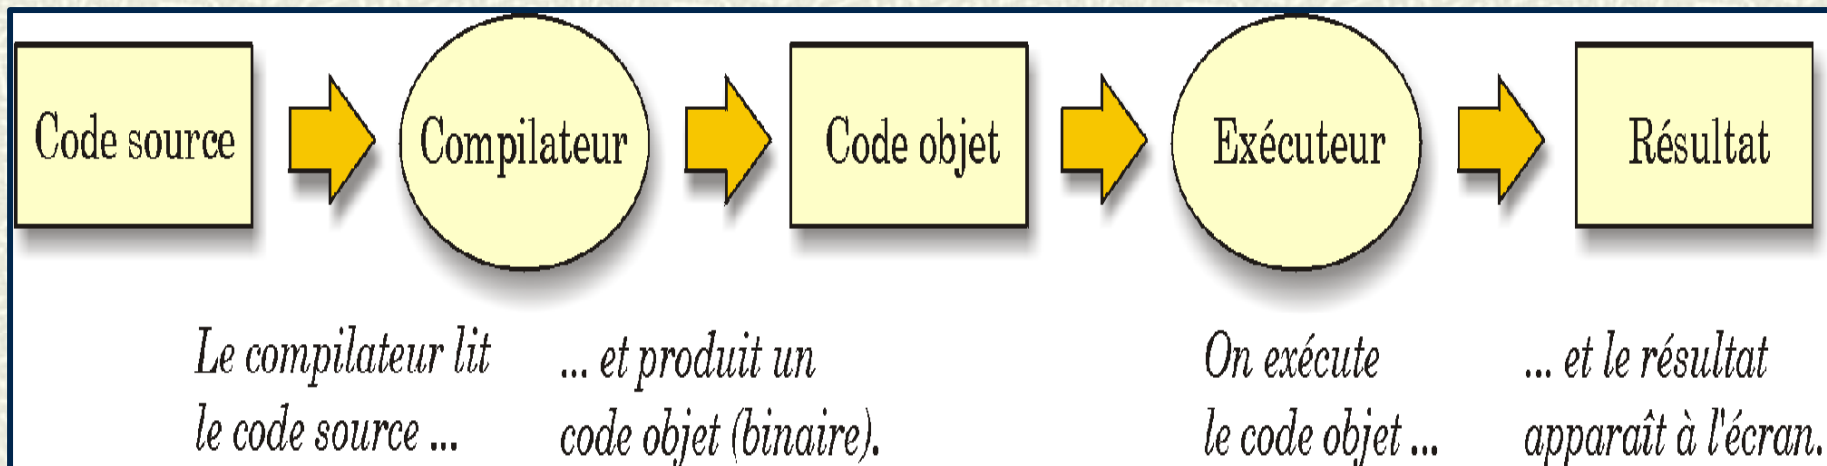 Code source
Compilateur
Code objet
Exécuteur
Résultat
Le compilateur lit
le code source ...
... et produit un
code objet (binaire).
On exécute
le code objet ...
... et le résultat
apparaît à l'écran.